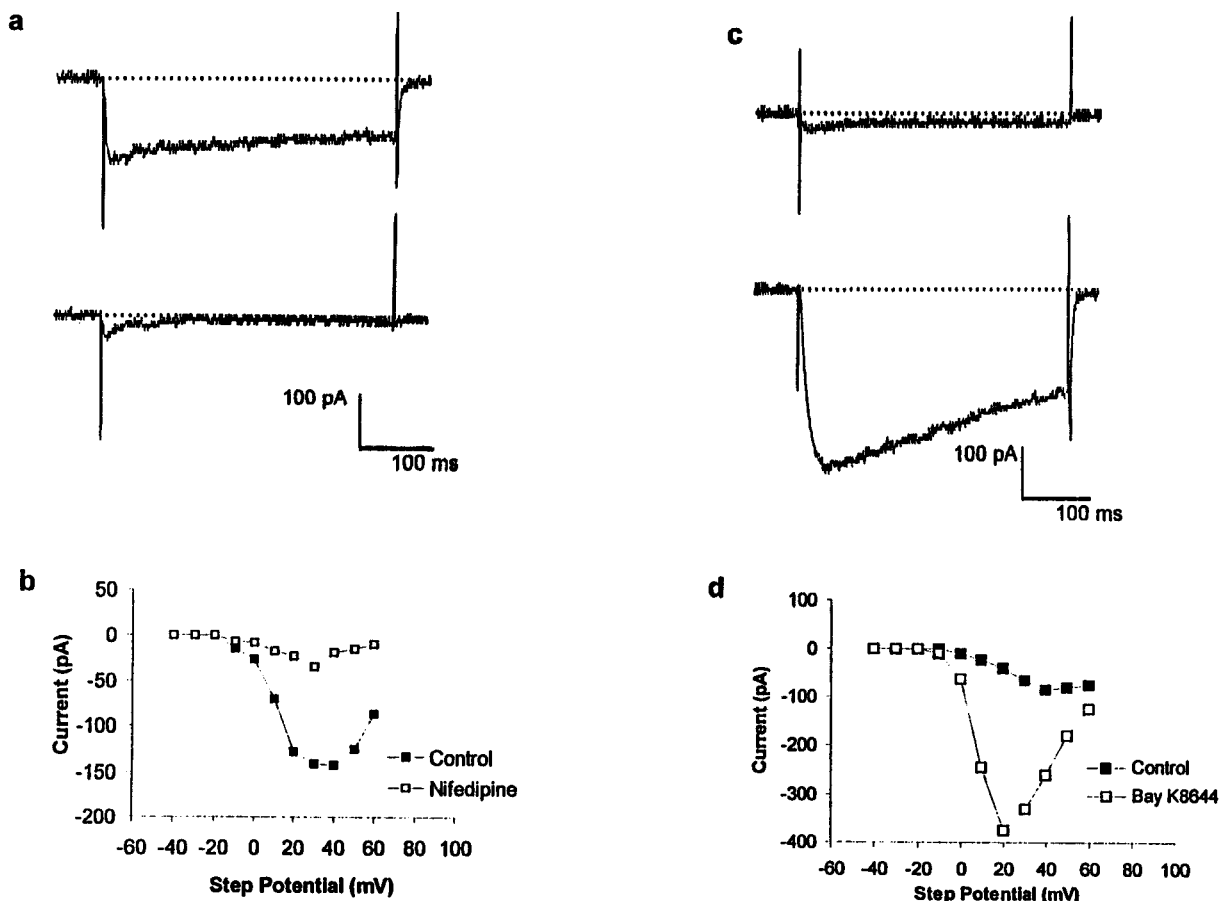 a
100 pA
100 ms
b
50
0
-50
-100
-150
-200
Current (pA)
-60 -40 -20 0 20 40 60 80 100
Step Potential (mV)
Control
Nifedipine
c
100 pA
100 ms
d
100
0
-100
-200
-300
-400
Current (pA)
-60 -40 -20 0 20 40 60 80 100
Step Potential (mV)
Control
Bay K8644